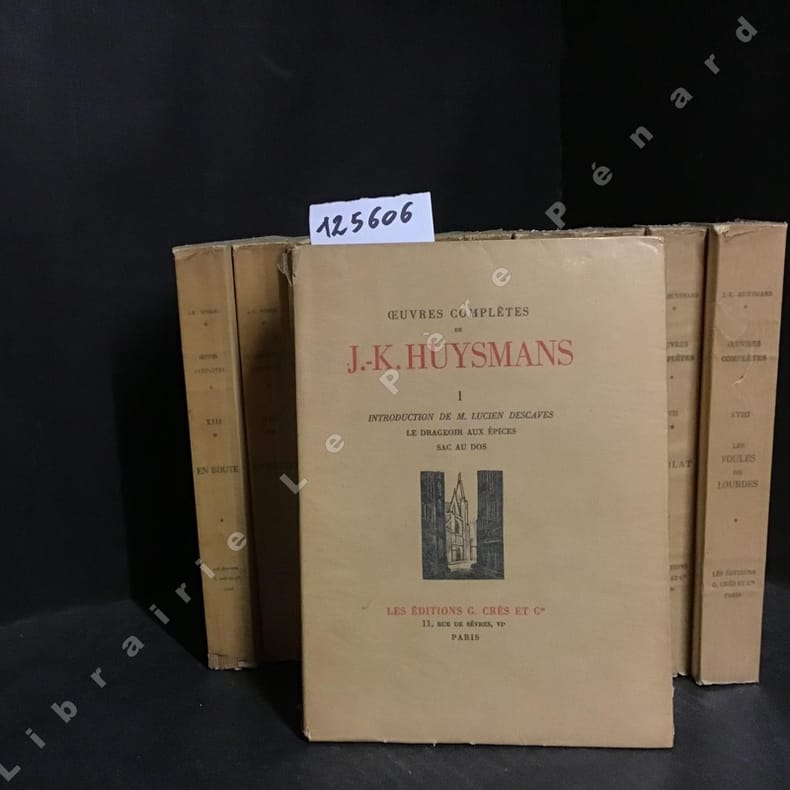 125606
ŒUVRES COMPLÈTES
DE
J.-K. HUYSMANS
I
INTRODUCTION DE M. LUCIEN DESCAVES
LE DRAGEOIR AUX ÉPICES
SAC AU DOS
LES ÉDITIONS G. CRÈS ET Cie
11, RUE DE SÈVRES, VIe
PARIS
XIII
EN ROUTE
J.-K. HUYSMANS
ŒUVRES
COMPLÈTES
XVIII
LES
FOULES
DE
LOURDES
LES ÉDITIONS
G. CRÈS ET Cie
PARIS
Librairie Le Père Pénard